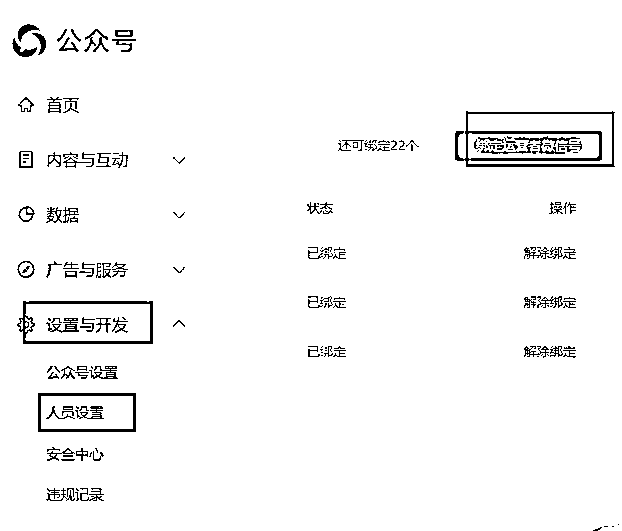 公众号
首页
还可绑定22个
绑定运营者微信号
内容与互动
数据
状态
操作
已绑定
解除绑定
广告与服务
已绑定
解除绑定
设置与开发
已绑定
解除绑定
公众号设置
人员设置
安全中心
违规记录